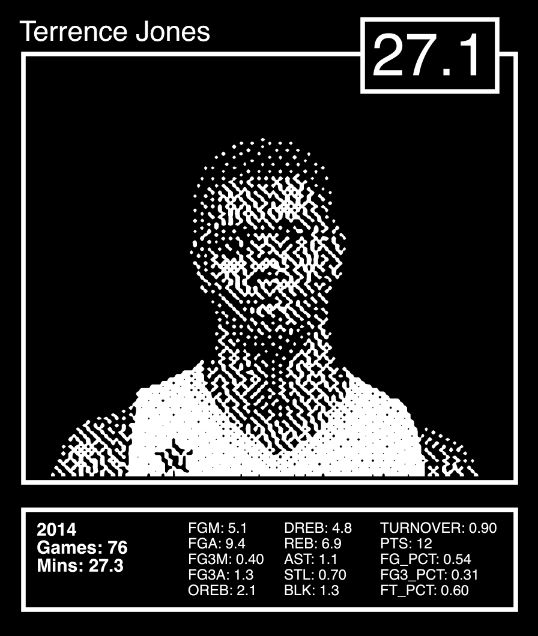 Terrence Jones
27.1
2014
Games: 76
Mins: 27.3
FGM: 5.1
FGA: 9.4
FG3M: 0.40
FG3A: 1.3
OREB: 2.1
DREB: 4.8
REB: 6.9
AST: 1.1
STL: 0.70
BLK: 1.3
TURNOVER: 0.90
PTS: 12
FG_PCT: 0.54
FG3_PCT: 0.31
FT_PCT: 0.60